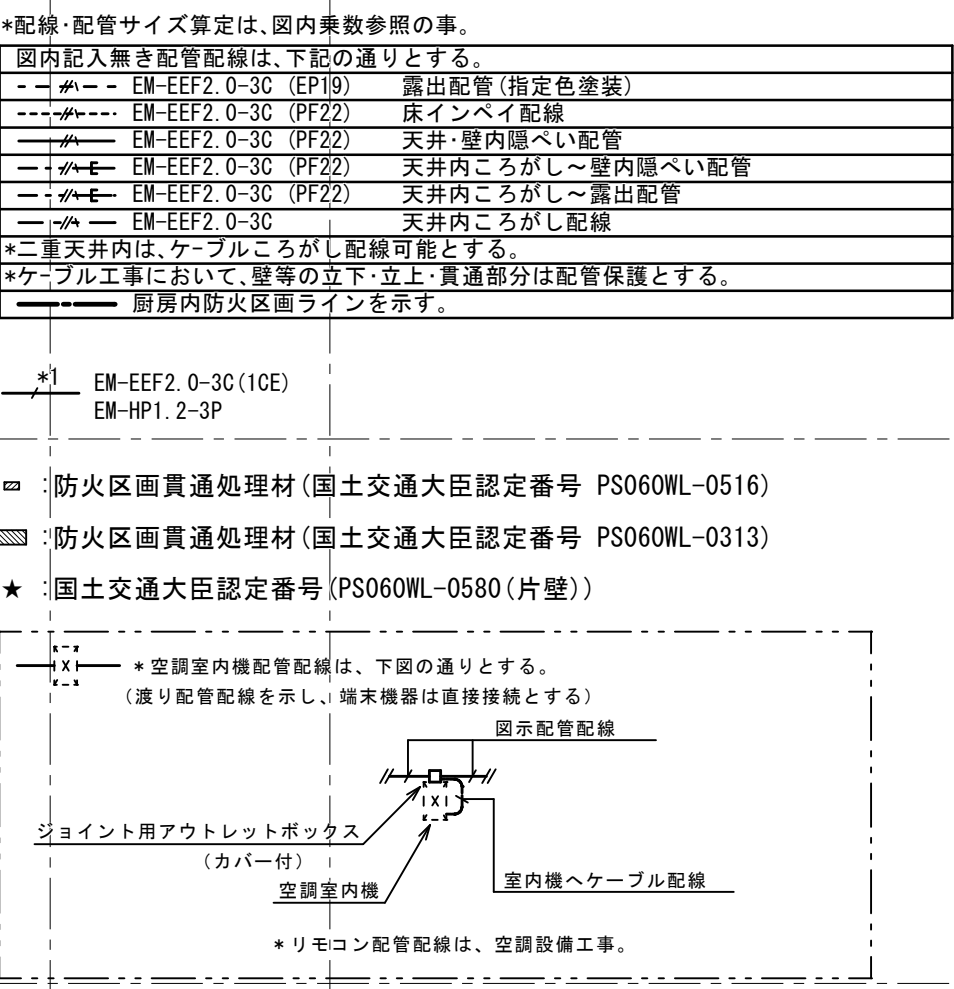 *配線・配管サイズ算定は、図内乗数参照の事。
図内記入無き配管配線は、下記の通りとする。
EM-EEF2.0-3C (EP19) 露出配管(指定色塗装)
EM-EEF2.0-3C (PF22) 床インペイ配線
EM-EEF2.0-3C (PF22) 天井・壁内隠ぺい配管
E EM-EEF2.0-3C (PF22) 天井内ころがし～壁内隠ぺい配管
E EM-EEF2.0-3C (PF22) 天井内ころがし～露出配管
EM-EEF2.0-3C 天井内ころがし配線
*二重天井内は、ケーブルころがし配線可能とする。
*ケーブル工事において、壁等の立下・立上・貫通部分は配管保護とする。
厨房内防火区画ラインを示す。
*1 EM-EEF2.0-3C(1CE)
EM-HP1.2-3P
:防火区画貫通処理材(国土交通大臣認定番号 PS060WL-0516)
:防火区画貫通処理材(国土交通大臣認定番号 PS060WL-0313)
★ :国土交通大臣認定番号(PS060WL-0580(片壁))
X *空調室内機配管配線は、下図の通りとする。
(渡り配管配線を示し、端末機器は直接接続とする)
図示配管配線
X
ジョイント用アウトレットボックス
(カバー付)
室内機へケーブル配線
空調室内機
*リモコン配管配線は、空調設備工事。